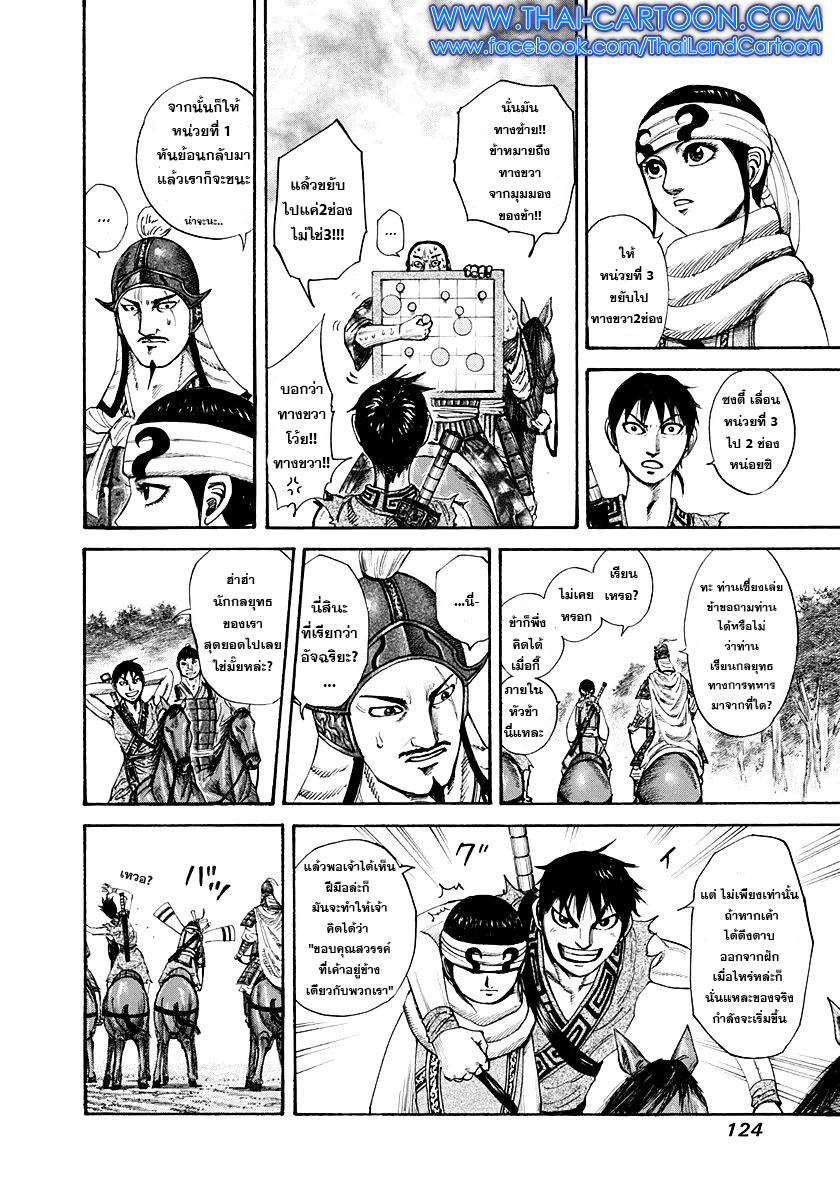 WWW.THAI-CARTOON.COM
www.facebook.com/ThaiLandCartoon
ให้
หน่วยที่ 3
ขยับไป
ทางขวา2ช่อง
ซงตี้ เลื่อน
หน่วยที่ 3
ไป 2 ช่อง
หน่อยซิ
นั่นมัน
ทางซ้าย!!
ข้าหมายถึง
ทางขวา
จากมุมมอง
ของข้า!!
แล้วขยับ
ไปแค่2ช่อง
ไม่ใช่3!!!
...
บอกว่า
ทางขวา
โว้ย!!
ทางขวา!!
จากนั้นก็ให้
หน่วยที่ 1
หันย้อนกลับมา
แล้วเราก็จะชนะ
น่าจะนะ..
...
ทะ ท่านเชี่ยงเล่ย
ข้าขอถามท่าน
ได้หรือไม่
ว่าท่าน
เรียนกลยุทธ
ทางการทหาร
มาจากที่ใด?
เรียน
เหรอ?
ไม่เคย
หรอก
ข้าก็พึ่ง
คิดได้
เมื่อกี้
ภายใน
หัวข้า
นี่แหละ
...นี่-
นี่สินะ
ที่เรียกว่า
อัจฉริยะ?
...
ฮ่าฮ่า
นักกลยุทธ
ของเรา
สุดยอดไปเลย
ใช่มั้ยหล่ะ?
แต่ ไม่เพียงเท่านั้น
ถ้าหากเค้า
ได้ดึงดาบ
ออกจากฝัก
เมื่อไหร่หล่ะก็
นั่นแหละของจริง
กำลังจะเริ่มขึ้น
イ
グ"
แล้วพอเจ้าได้เห็น
ฝีมือล่ะก็
มันจะทำให้เจ้า
คิดได้ว่า
"ขอบคุณสวรรค์
ที่เค้าอยู่ข้าง
เดียวกับพวกเรา"
バッ
เหวอ?
124